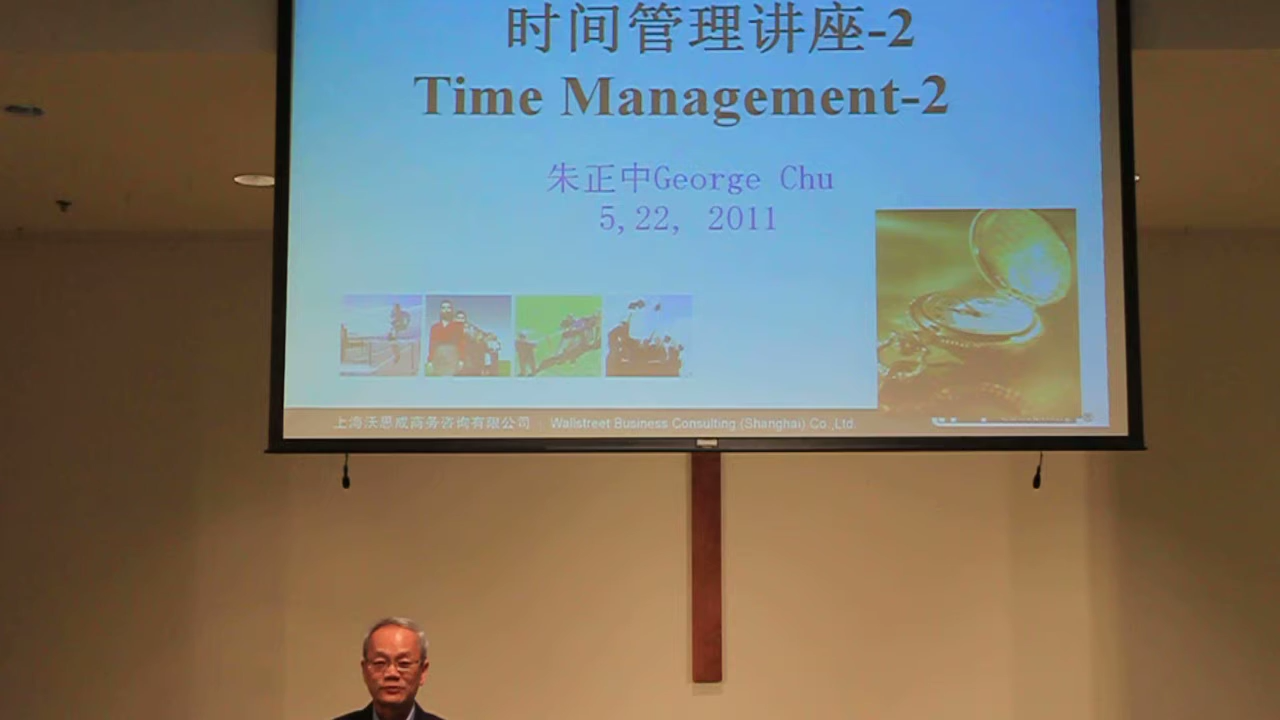 时间管理讲座-2
Time Management-2
朱正中George Chu
5,22, 2011
上海沃恩威商务咨询有限公司 : Wallstreet Business Consulting (Shanghai) Co.,Ltd.